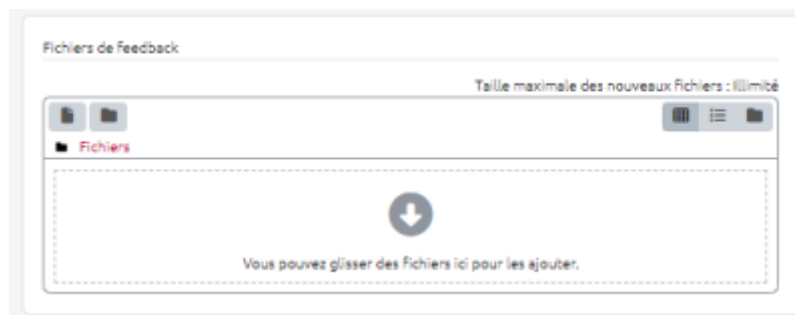 Fichiers de feedback
Taille maximale des nouveaux fichiers : Illimité
Fichiers
Vous pouvez glisser des fichiers ici pour les ajouter.